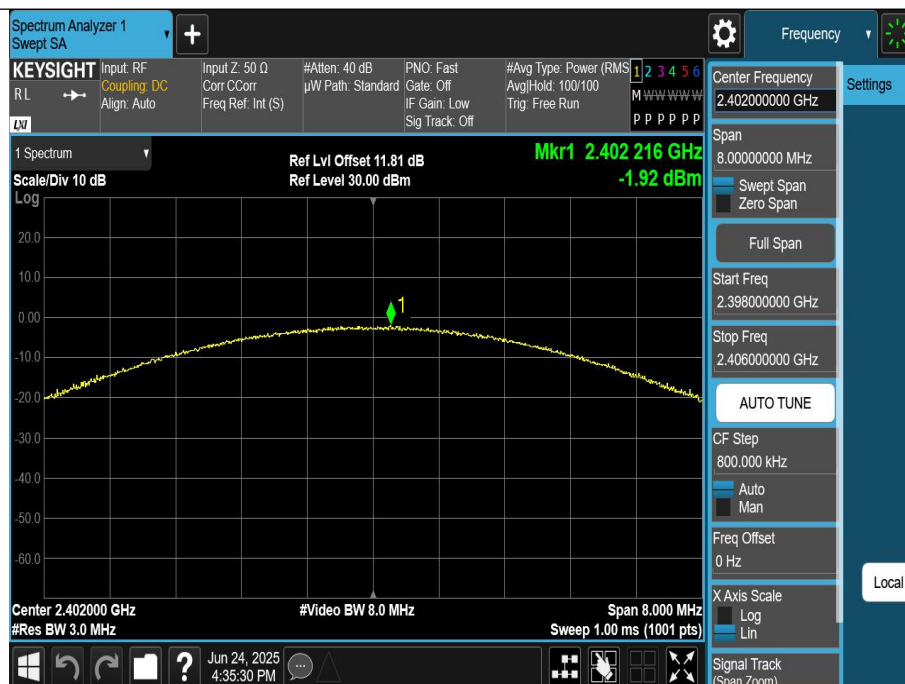 Spectrum Analyzer 1
Swept SA
Frequency
KEYSIGHT
RL
LXI
Input: RF
Coupling: DC
Align: Auto
Input Z: 50 Ω
Corr CCorr
Freq Ref: Int (S)
#Atten: 40 dB
µW Path: Standard
PNO: Fast
Gate: Off
IF Gain: Low
Sig Track: Off
#Avg Type: Power (RMS
Avg|Hold: 100/100
Trig: Free Run
1 2 3 4 5 6
M W W W W W
P P P P P P
Center Frequency
2.402000000 GHz
Settings
Span
8.00000000 MHz
Swept Span
Zero Span
Full Span
Start Freq
2.398000000 GHz
Stop Freq
2.406000000 GHz
AUTO TUNE
CF Step
800.000 kHz
Auto
Man
Freq Offset
0 Hz
X Axis Scale
Log
Lin
Signal Track
(Span Zoom)
Local
1 Spectrum
Scale/Div 10 dB
Ref Lvl Offset 11.81 dB
Ref Level 30.00 dBm
Mkr1 2.402 216 GHz
-1.92 dBm
Log
20.0
10.0
0.00
-10.0
-20.0
-30.0
-40.0
-50.0
-60.0
1
Center 2.402000 GHz
#Video BW 8.0 MHz
Span 8.000 MHz
#Res BW 3.0 MHz
Sweep 1.00 ms (1001 pts)
?
Jun 24, 2025
4:35:30 PM